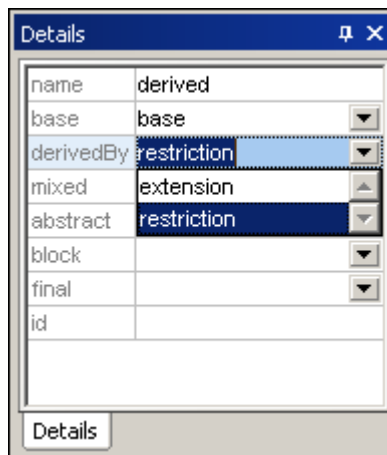 Details
name derived
base base
derivedBy restriction
mixed extension
abstract restriction
block
final
id
Details